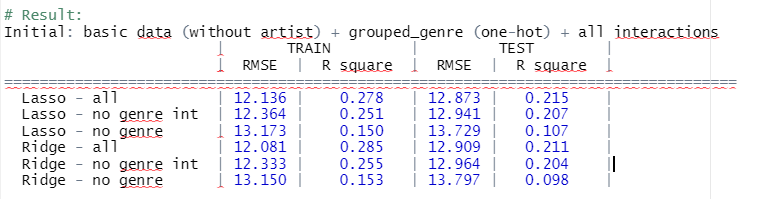 # Result:
Initial: basic data (without artist) + grouped_genre (one-hot) + all interactions
| TRAIN | TEST |
| RMSE | R square | RMSE | R square |
===================================================================================
Lasso - all | 12.136 | 0.278 | 12.873 | 0.215 |
Lasso - no genre int | 12.364 | 0.251 | 12.941 | 0.207 |
Lasso - no genre | 13.173 | 0.150 | 13.729 | 0.107 |
Ridge - all | 12.081 | 0.285 | 12.909 | 0.211 |
Ridge - no genre int | 12.333 | 0.255 | 12.964 | 0.204 |
Ridge - no genre | 13.150 | 0.153 | 13.797 | 0.098 |